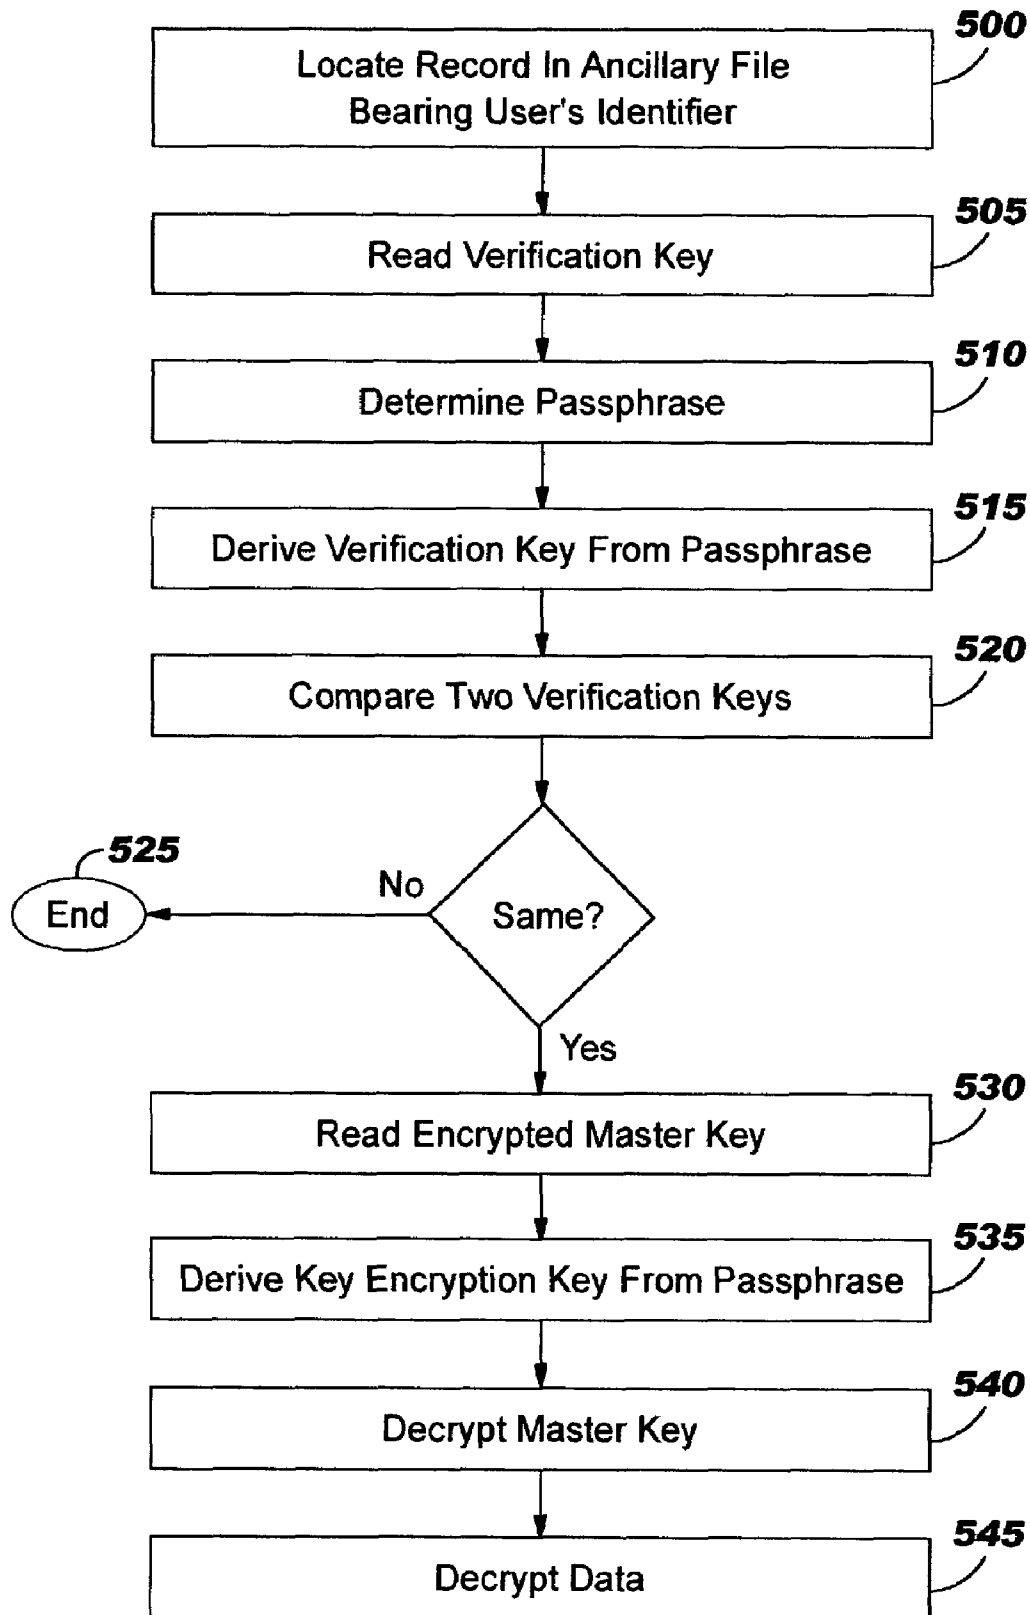 500
Locate Record In Ancillary File
Bearing User's Identifier
505
Read Verification Key
510
Determine Passphrase
515
Derive Verification Key From Passphrase
520
Compare Two Verification Keys
525
End
No
Same?
Yes
530
Read Encrypted Master Key
535
Derive Key Encryption Key From Passphrase
540
Decrypt Master Key
545
Decrypt Data